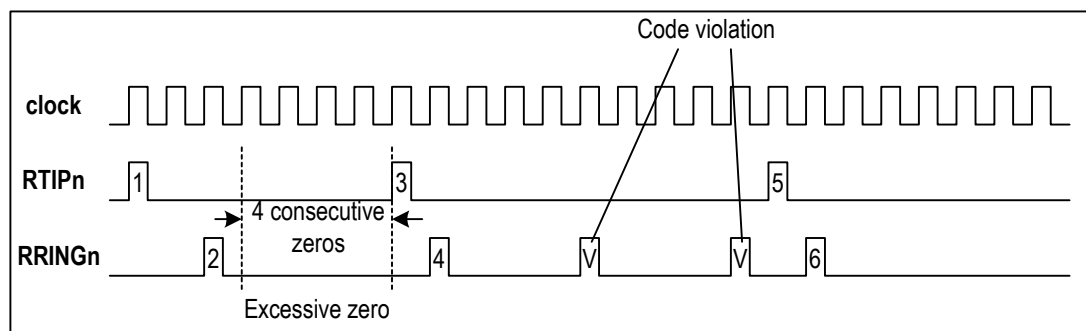 Code violation
clock
RTIPn
1
3
5
4 consecutive
zeros
RRINGn
2
4
V
V
6
Excessive zero